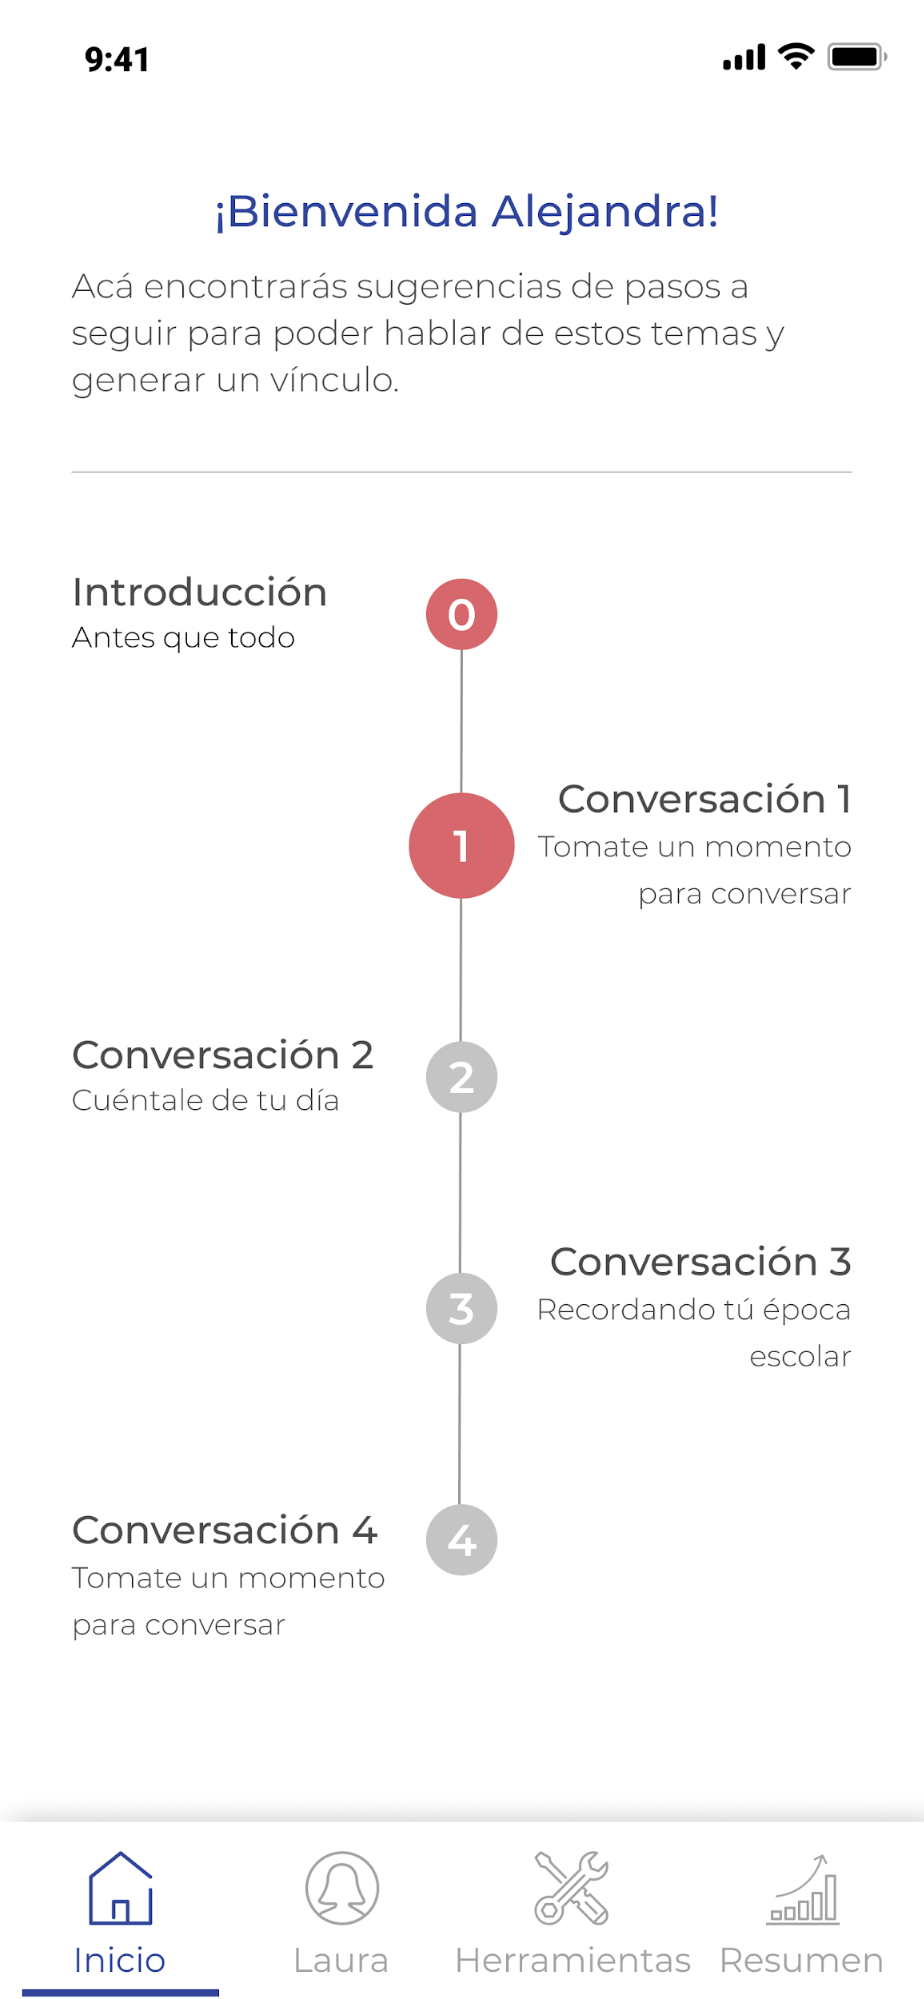 9:41
¡Bienvenida Alejandra!
Acá encontrarás sugerencias de pasos a
seguir para poder hablar de estos temas y
generar un vínculo.
Introducción
Antes que todo
0
Conversación 1
Tomate un momento
para conversar
1
Conversación 2
Cuéntale de tu día
2
Conversación 3
Recordando tú época
escolar
3
Conversación 4
Tomate un momento
para conversar
4
Inicio
Laura
Herramientas
Resumen